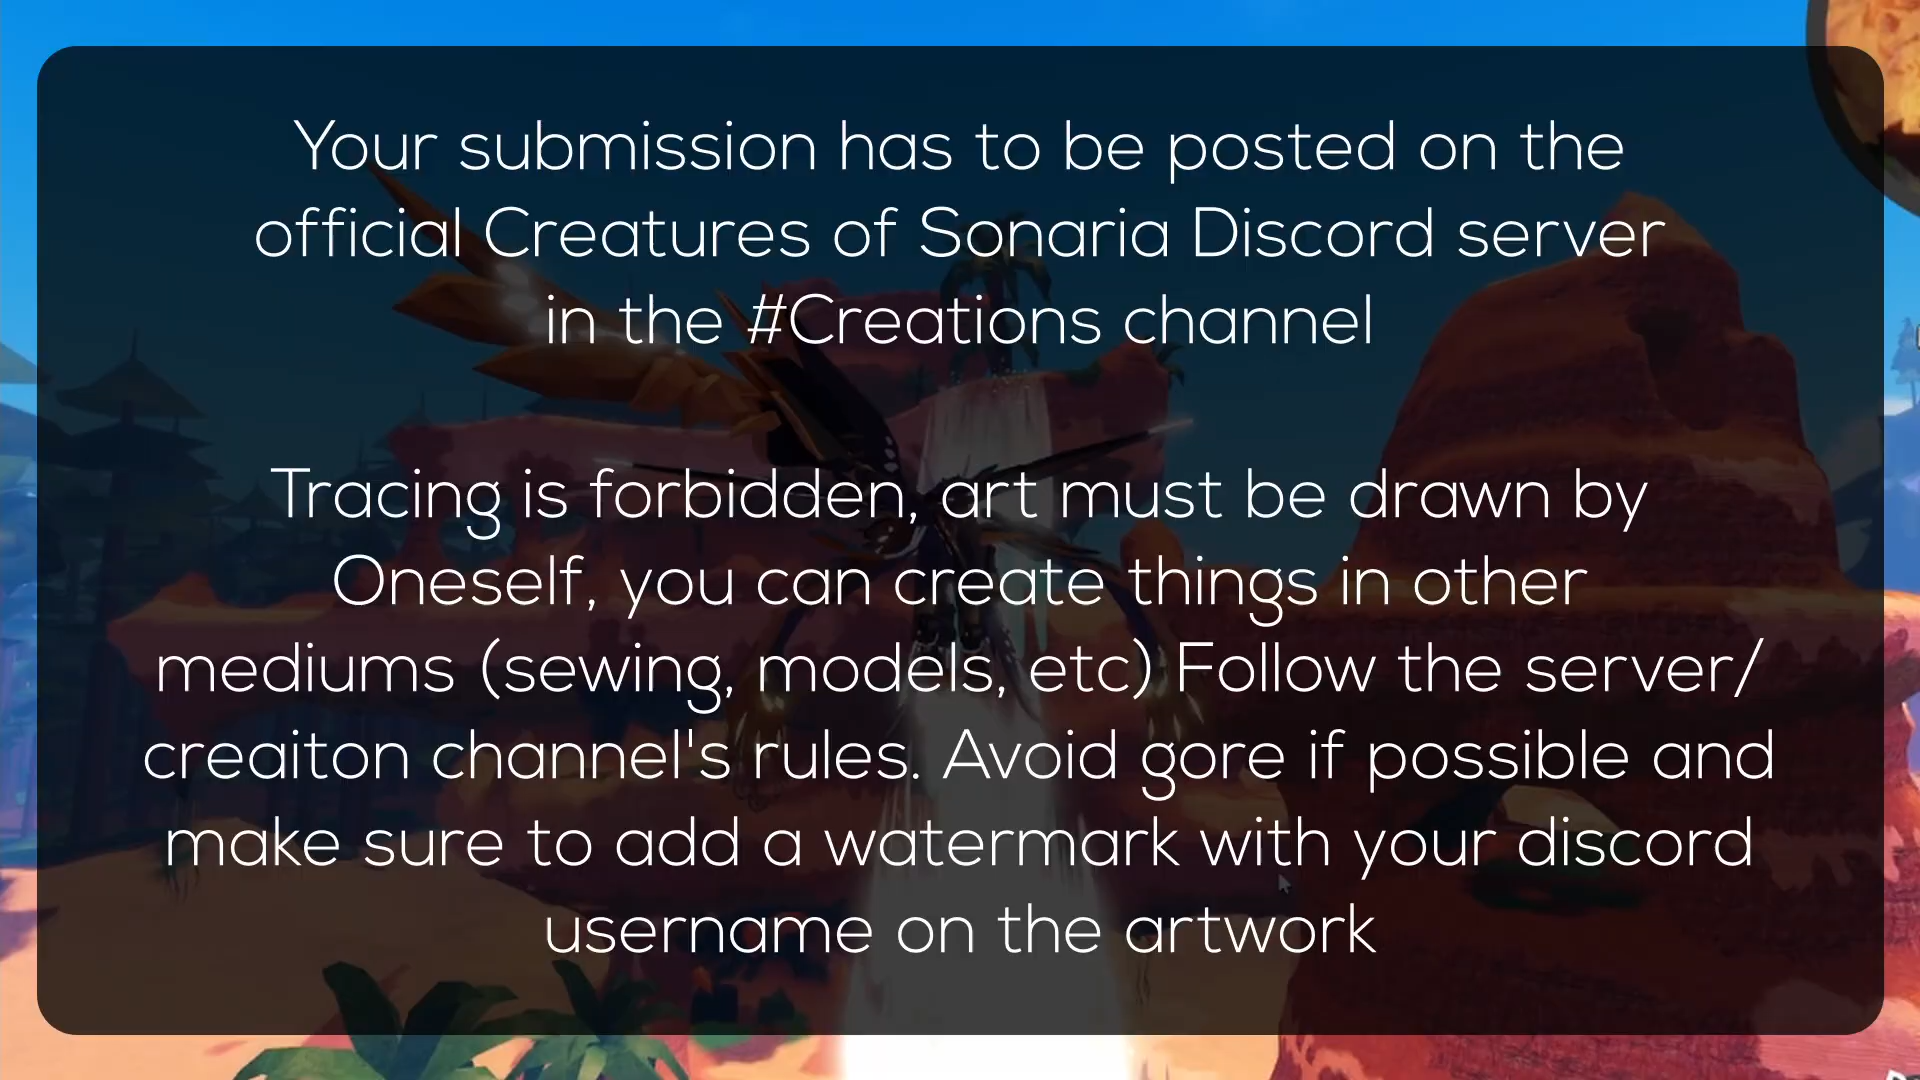 Your submission has to be posted on the
official Creatures of Sonaria Discord server
in the #Creations channel
Tracing is forbidden, art must be drawn by
Oneself, you can create things in other
mediums (sewing, models, etc) Follow the server/
creaiton channel's rules. Avoid gore if possible and
make sure to add a watermark with your discord
username on the artwork